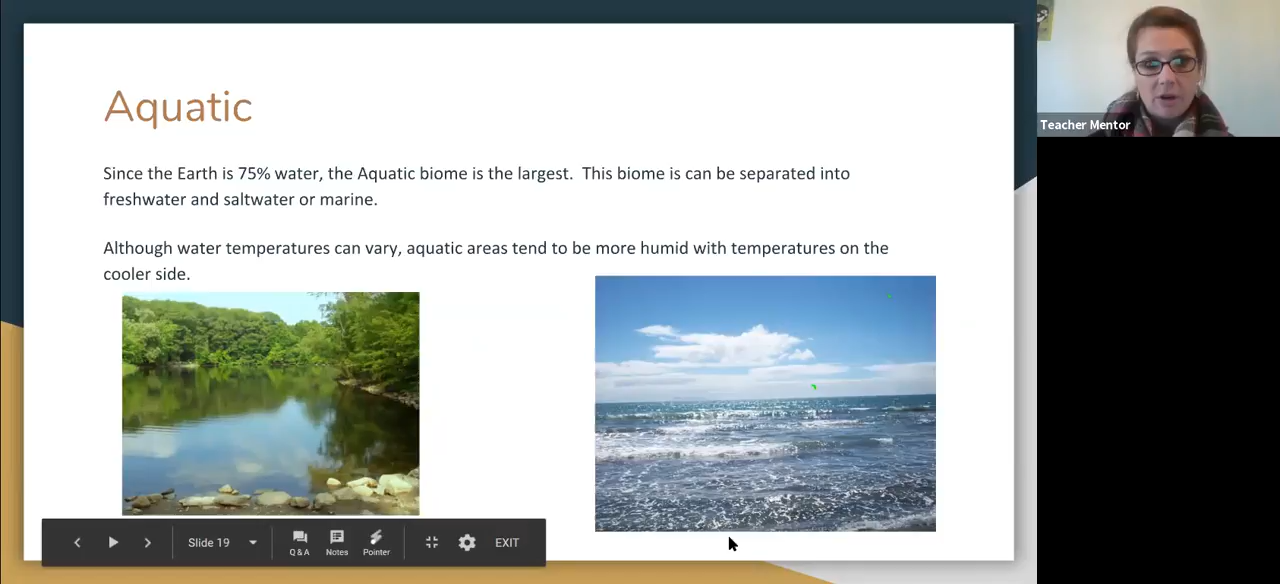 Aquatic
Since the Earth is 75% water, the Aquatic biome is the largest.  This biome is can be separated into
freshwater and saltwater or marine.
Although water temperatures can vary, aquatic areas tend to be more humid with temperatures on the
cooler side.
Slide 19
Q&A
Notes
Pointer
EXIT
Teacher Mentor